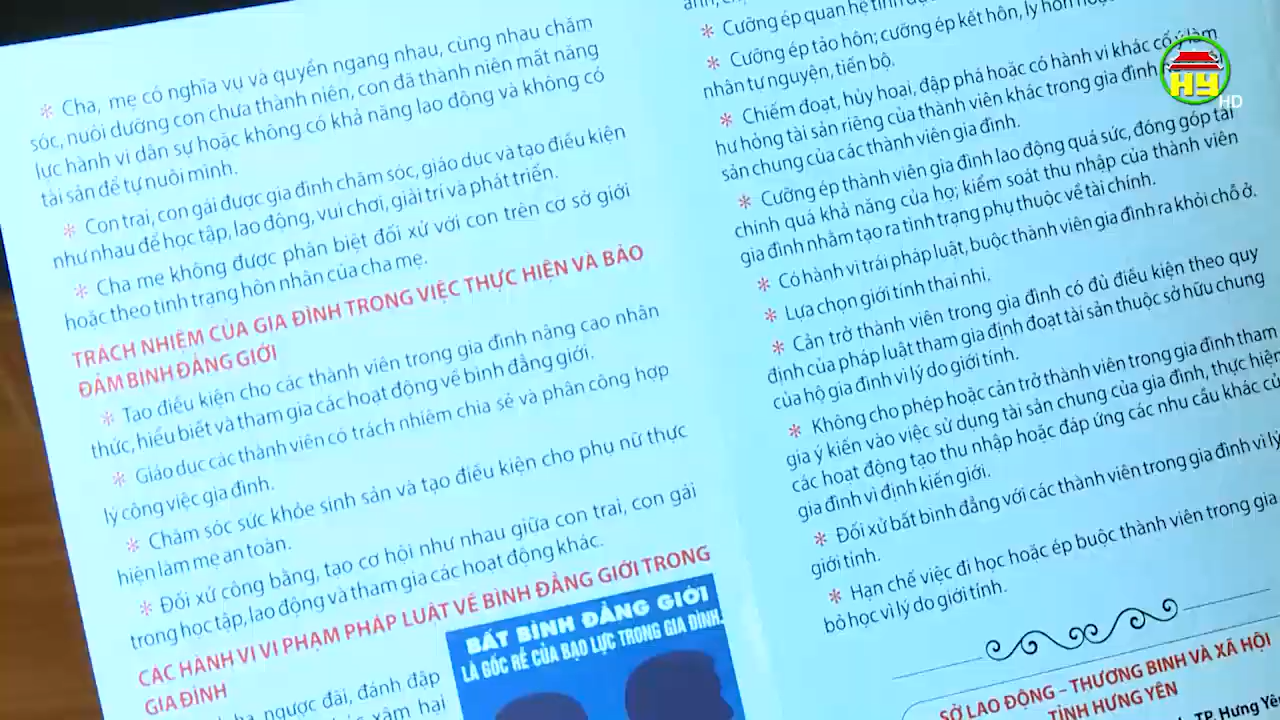 * Cha, mẹ có nghĩa vụ và quyền ngang nhau, cùng nhau chăm
sóc, nuôi dưỡng con chưa thành niên, con đã thành niên mất năng
lực hành vi dân sự hoặc không có khả năng lao động và không có
tài sản để tự nuôi mình.
* Con trai, con gái được gia đình chăm sóc, giáo dục và tạo điều kiện
như nhau để học tập, lao động, vui chơi, giải trí và phát triển.
* Cha mẹ không được phân biệt đối xử với con trên cơ sở giới
hoặc theo tình trạng hôn nhân của cha mẹ.
TRÁCH NHIỆM CỦA GIA ĐÌNH TRONG VIỆC THỰC HIỆN VÀ BẢO
ĐẢM BÌNH ĐẲNG GIỚI
* Tạo điều kiện cho các thành viên trong gia đình nâng cao nhận
thức, hiểu biết và tham gia các hoạt động về bình đẳng giới.
* Giáo dục các thành viên có trách nhiệm chia sẻ và phân công hợp
lý công việc gia đình.
* Chăm sóc sức khỏe sinh sản và tạo điều kiện cho phụ nữ thực
hiện làm mẹ an toàn.
* Đối xử công bằng, tạo cơ hội như nhau giữa con trai, con gái
trong học tập, lao động và tham gia các hoạt động khác.
CÁC HÀNH VI VI PHẠM PHÁP LUẬT VỀ BÌNH ĐẲNG GIỚI TRONG
GIA ĐÌNH
ngược đãi, đánh đập
xâm hại
BẤT BÌNH ĐẲNG GIỚI
LÀ GỐC RỄ CỦA BẠO LỰC TRONG GIA ĐÌNH.
* Cưỡng ép quan hệ tình
* Cưỡng ép tảo hôn; cưỡng ép kết hôn, ly hôn
nhân tự nguyện, tiến bộ.
* Chiếm đoạt, hủy hoại, đập phá hoặc có hành vi khác cố ý làm
hư hỏng tài sản riêng của thành viên khác trong gia đình
sản chung của các thành viên gia đình.
* Cưỡng ép thành viên gia đình lao động quá sức, đóng góp tài
chính quá khả năng của họ; kiểm soát thu nhập của thành viên
gia đình nhằm tạo ra tình trạng phụ thuộc về tài chính.
* Có hành vi trái pháp luật, buộc thành viên gia đình ra khỏi chỗ ở.
* Lựa chọn giới tính thai nhi.
* Cản trở thành viên trong gia đình có đủ điều kiện theo quy
định của pháp luật tham gia định đoạt tài sản thuộc sở hữu chung
của hộ gia đình vì lý do giới tính.
* Không cho phép hoặc cản trở thành viên trong gia đình tham
gia ý kiến vào việc sử dụng tài sản chung của gia đình, thực hiện
các hoạt động tạo thu nhập hoặc đáp ứng các nhu cầu khác của
gia đình vì định kiến giới.
* Đối xử bất bình đẳng với các thành viên trong gia đình vì lý
giới tính.
* Hạn chế việc đi học hoặc ép buộc thành viên trong gia
bỏ học vì lý do giới tính.
SỞ LAO ĐỘNG – THƯƠNG BINH VÀ XÃ HỘI
TỈNH HƯNG YÊN
TP. Hưng Yên
HY
HD